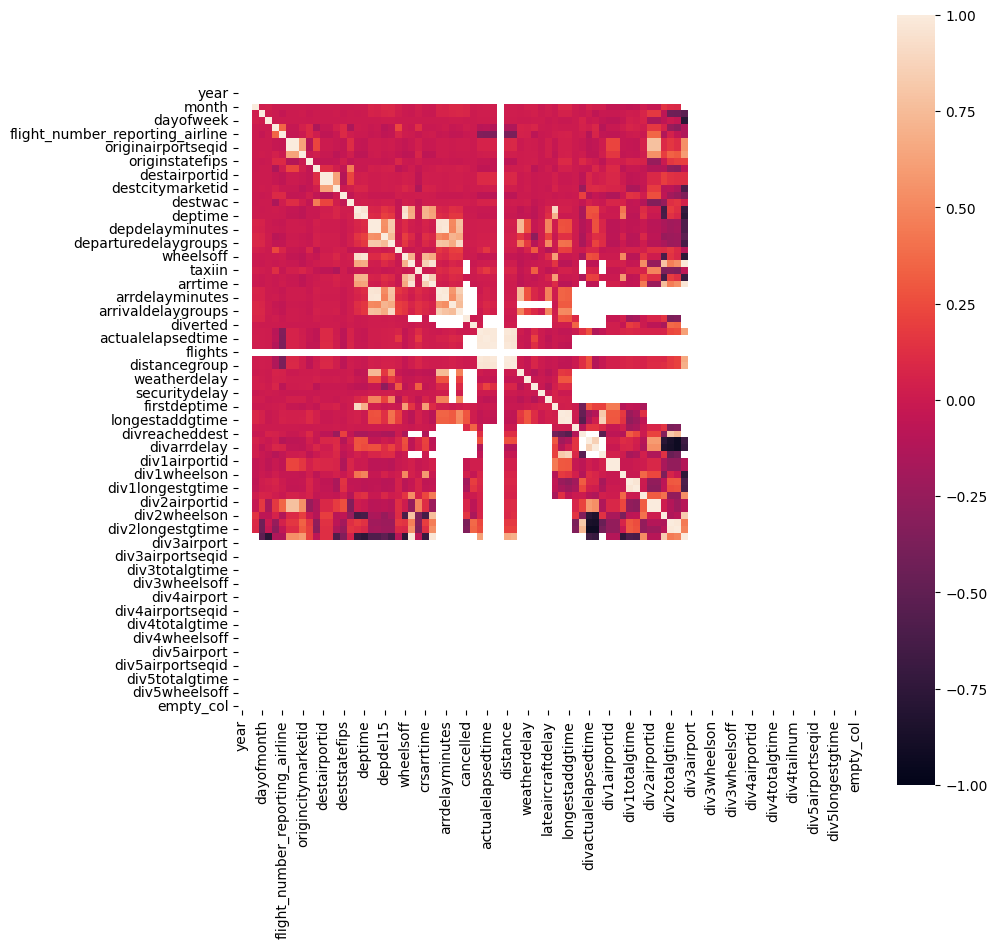 year
month
dayofweek
flight_number_reporting_airline
originairportseqid
originstatefips
destairportid
destcitymarketid
destwac
deptime
depdelayminutes
departuredelaygroups
wheelsoff
taxiin
arrtime
arrdelayminutes
arrivaldelaygroups
diverted
actualelapsedtime
flights
distancegroup
weatherdelay
securitydelay
firstdeptime
longestaddgtime
divreacheddest
divarrdelay
div1airportid
div1wheelson
div1longestgtime
div2airportid
div2wheelson
div2longestgtime
div3airport
div3airportseqid
div3totalgtime
div3wheelsoff
div4airport
div4airportseqid
div4totalgtime
div4wheelsoff
div5airport
div5airportseqid
div5totalgtime
div5wheelsoff
empty_col
year
dayofmonth
flight_number_reporting_airline
origincitymarketid
destairportid
deststatefips
deptime
depdel15
wheelsoff
crsarrtime
arrdelayminutes
cancelled
actualelapsedtime
distance
weatherdelay
lateaircraftdelay
longestaddgtime
divactualelapsedtime
div1airportid
div1totalgtime
div2airportid
div2totalgtime
div3airport
div3wheelson
div3wheelsoff
div4airportid
div4totalgtime
div4tailnum
div5airportseqid
div5longestgtime
empty_col
1.00
0.75
0.50
0.25
0.00
−0.25
−0.50
−0.75
−1.00